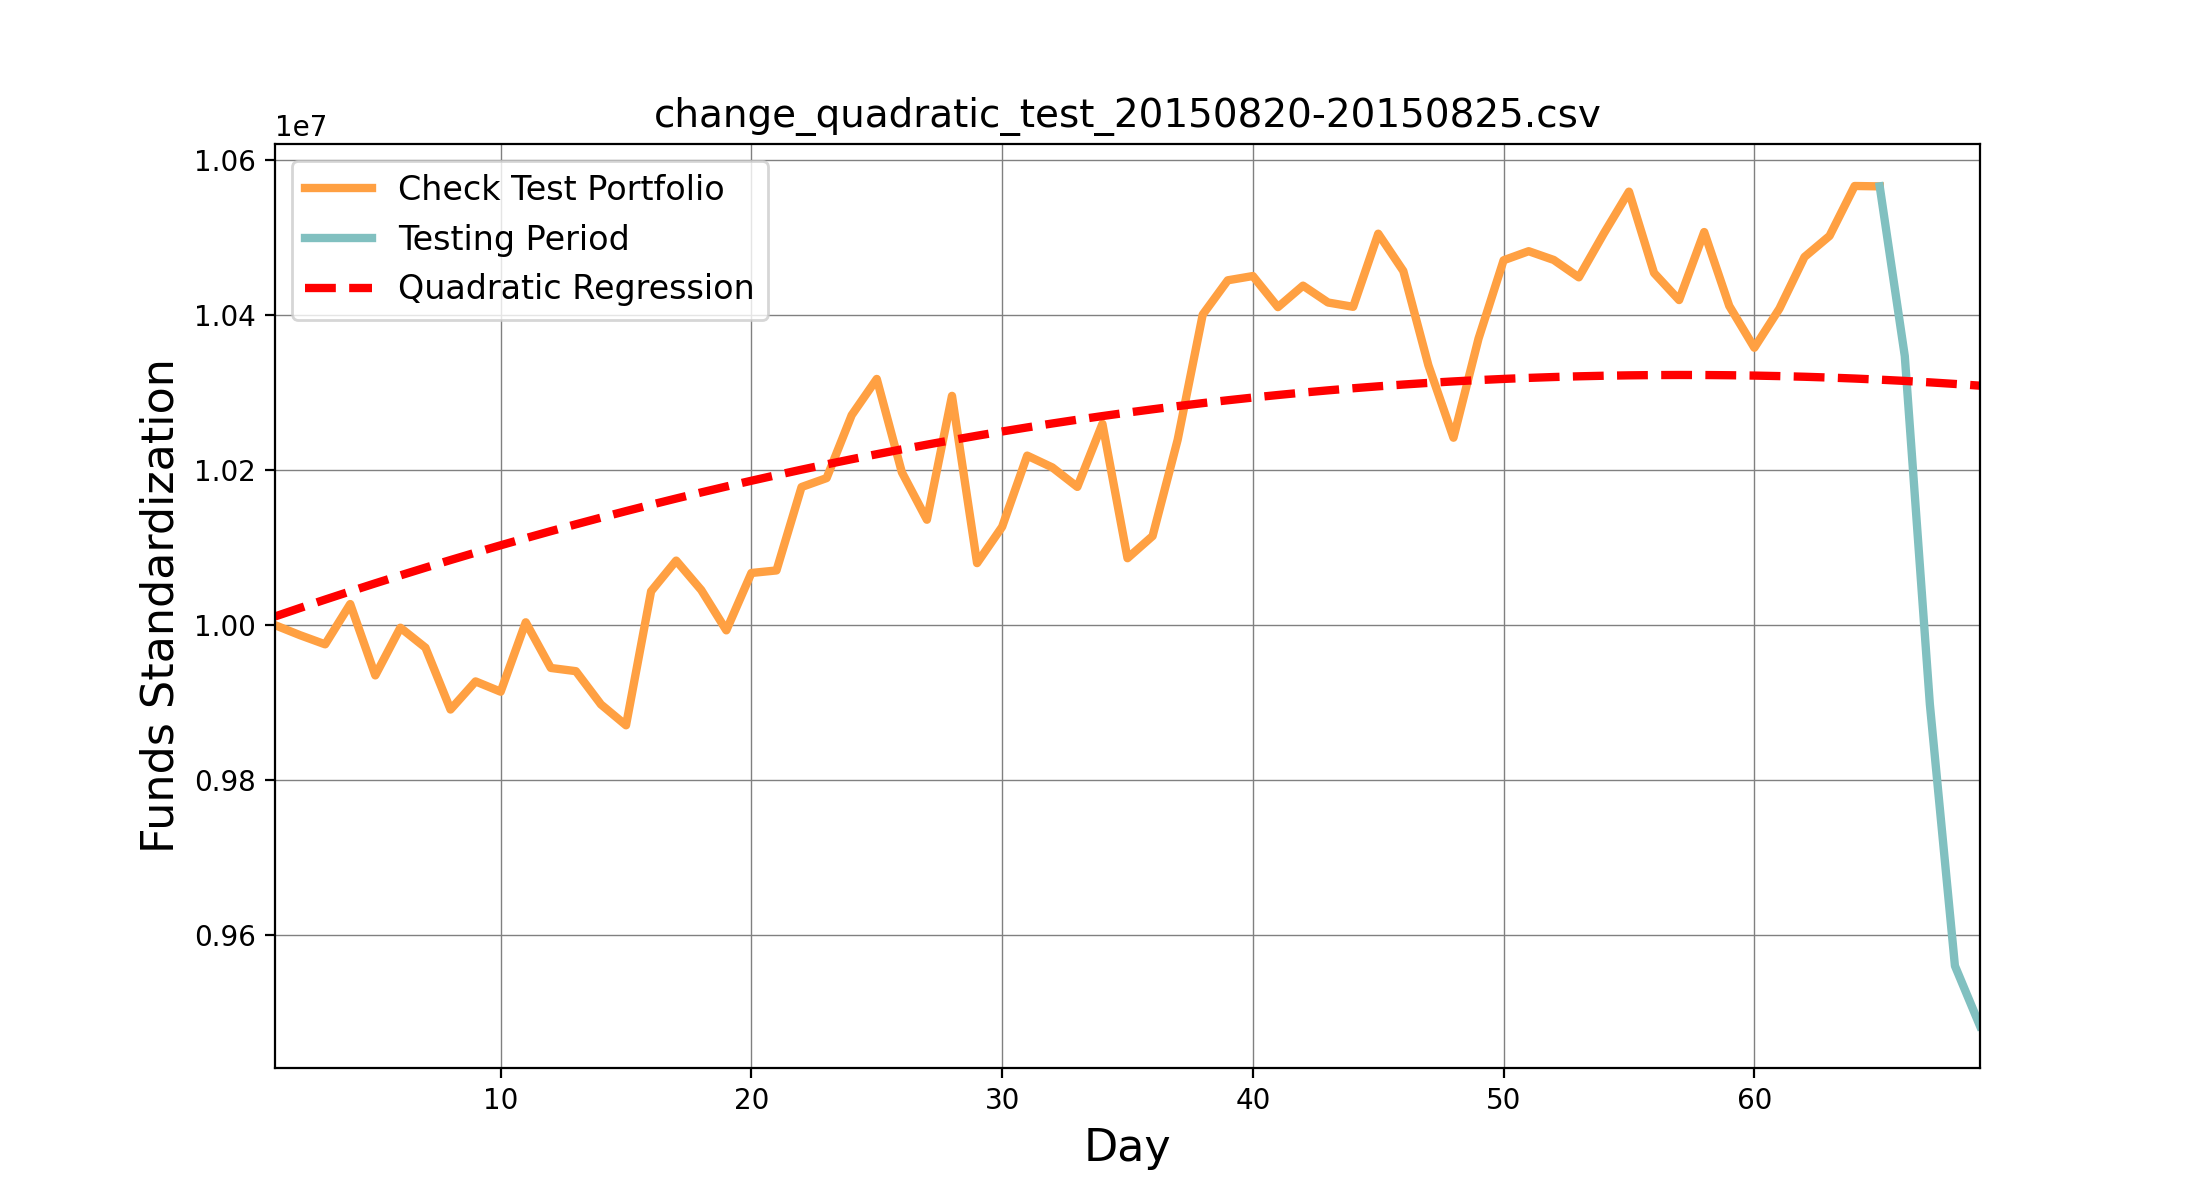 change_quadratic_test_20150820-20150825.csv
1e7
1.06
1.04
1.02
1.00
0.98
0.96
Funds Standardization
Check Test Portfolio
Testing Period
Quadratic Regression
10 20 30 40 50 60
Day